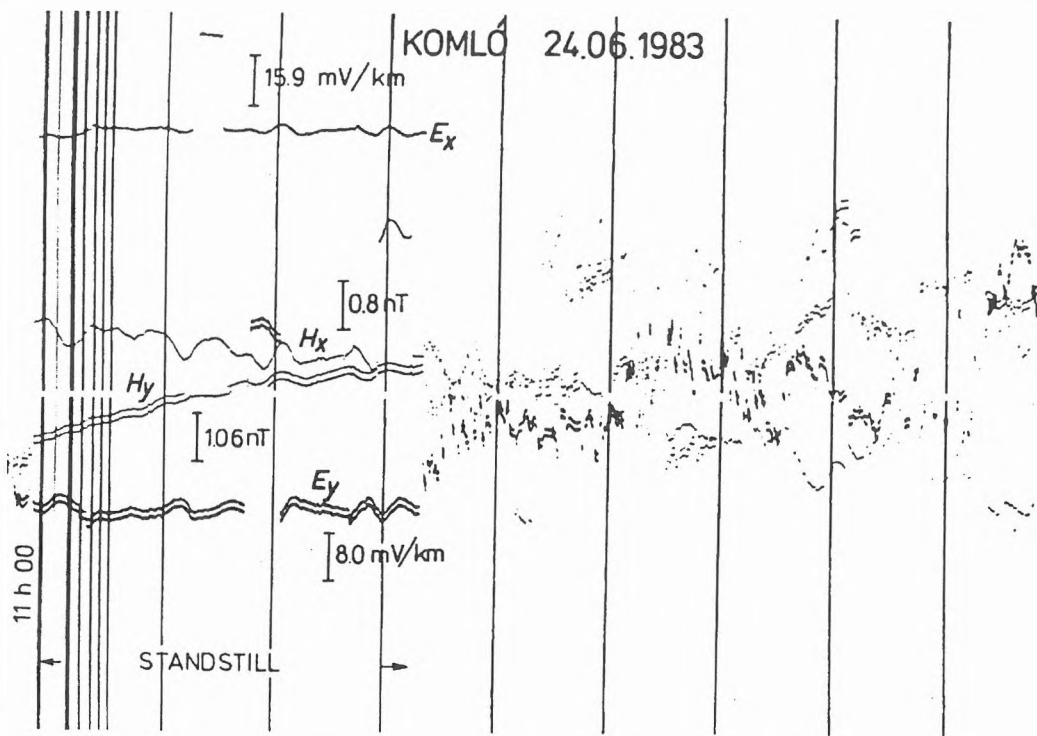 KOMLÓ 24.06.1983
15.9 mV/km
Ex
0.8 nT
Hx
Hy
1.06 nT
Ey
8.0 mV/km
11 h 00
STANDSTILL